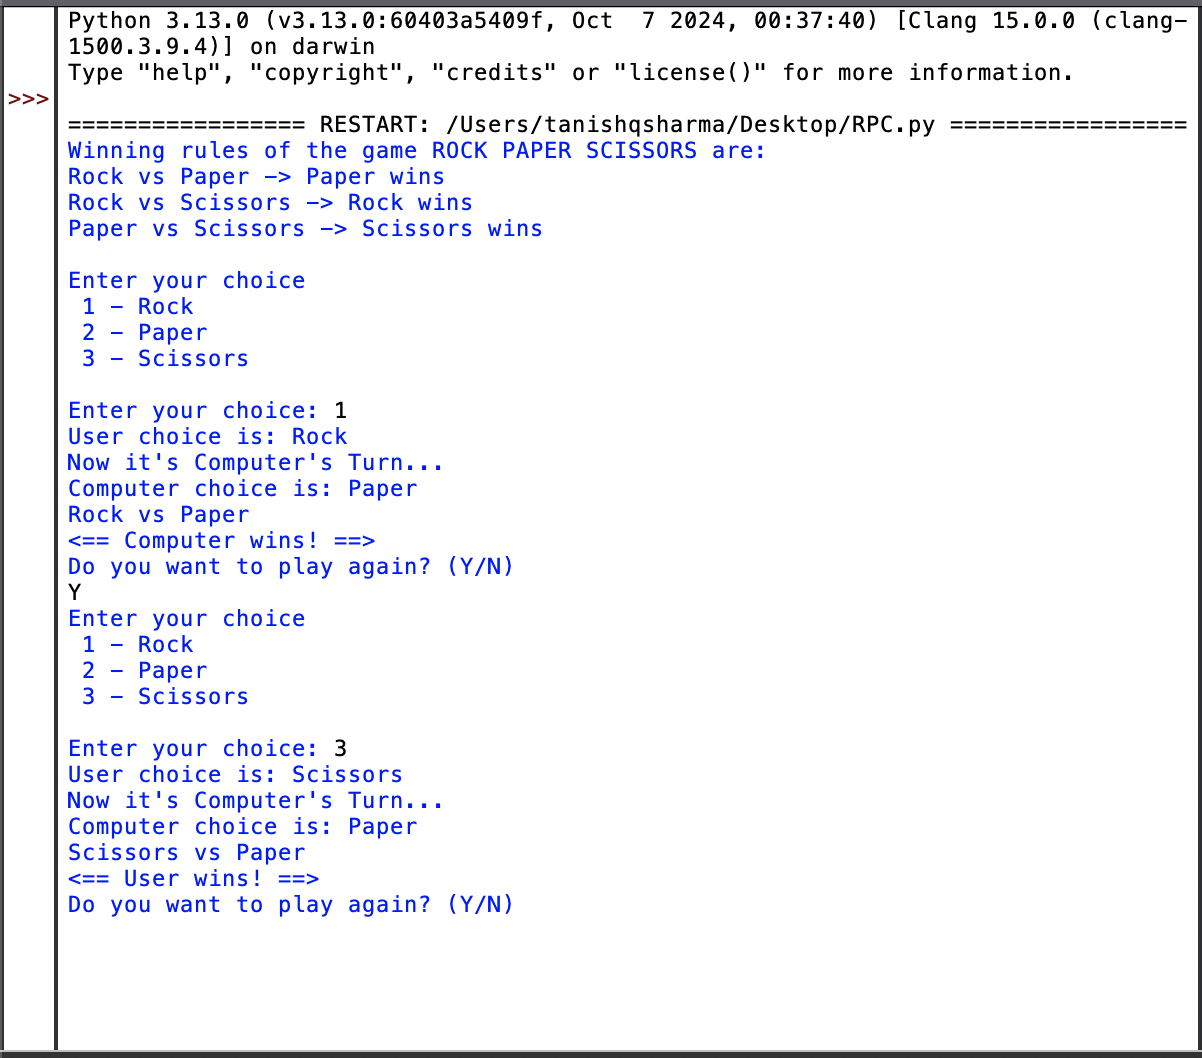 Python 3.13.0 (v3.13.0:60403a5409f, Oct  7 2024, 00:37:40) [Clang 15.0.0 (clang-
1500.3.9.4)] on darwin
Type "help", "copyright", "credits" or "license()" for more information.
>>>
================= RESTART: /Users/tanishqsharma/Desktop/RPC.py =================
Winning rules of the game ROCK PAPER SCISSORS are:
Rock vs Paper -> Paper wins
Rock vs Scissors -> Rock wins
Paper vs Scissors -> Scissors wins

Enter your choice
 1 - Rock
 2 - Paper
 3 - Scissors

Enter your choice: 1
User choice is: Rock
Now it's Computer's Turn...
Computer choice is: Paper
Rock vs Paper
<== Computer wins! ==>
Do you want to play again? (Y/N)
Y
Enter your choice
 1 - Rock
 2 - Paper
 3 - Scissors

Enter your choice: 3
User choice is: Scissors
Now it's Computer's Turn...
Computer choice is: Paper
Scissors vs Paper
<== User wins! ==>
Do you want to play again? (Y/N)